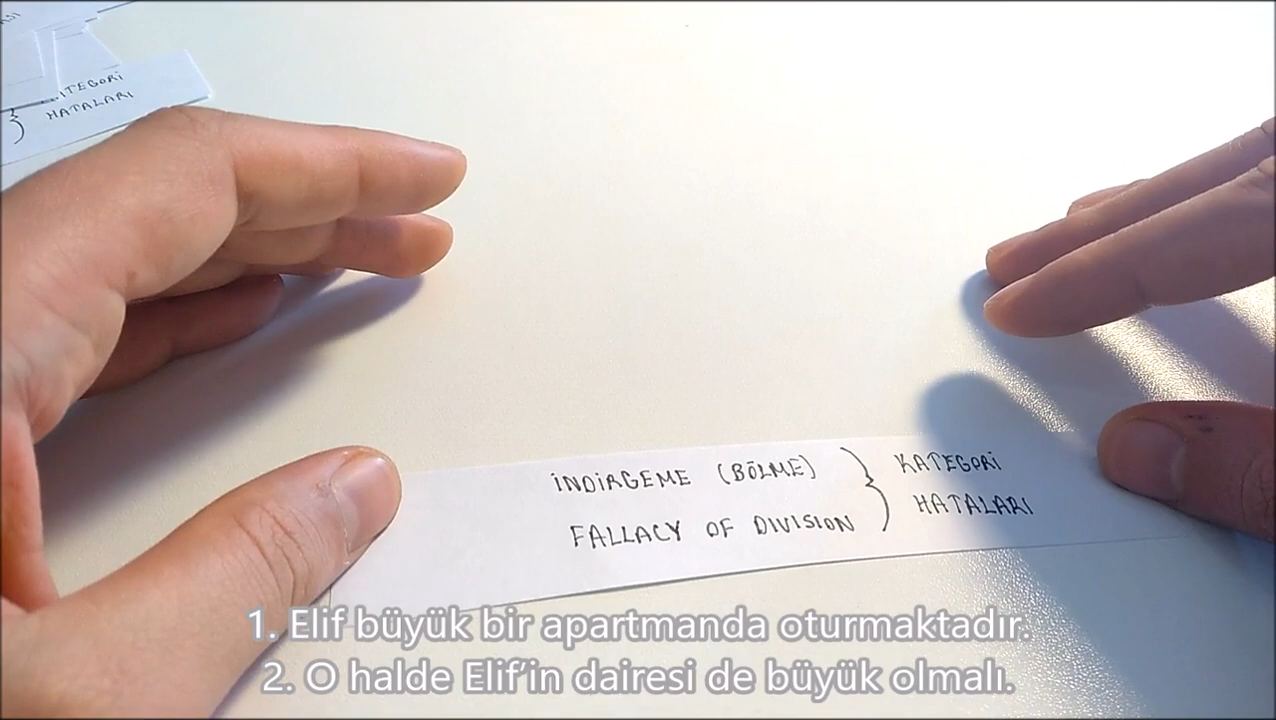 HATALARI
İNDİRGEME (BÖLME)
FALLACY OF DIVISION
KATEGORİ
HATALARI
1. Elif büyük bir apartmanda oturmaktadır.
2. O halde Elif'in dairesi de büyük olmalı.